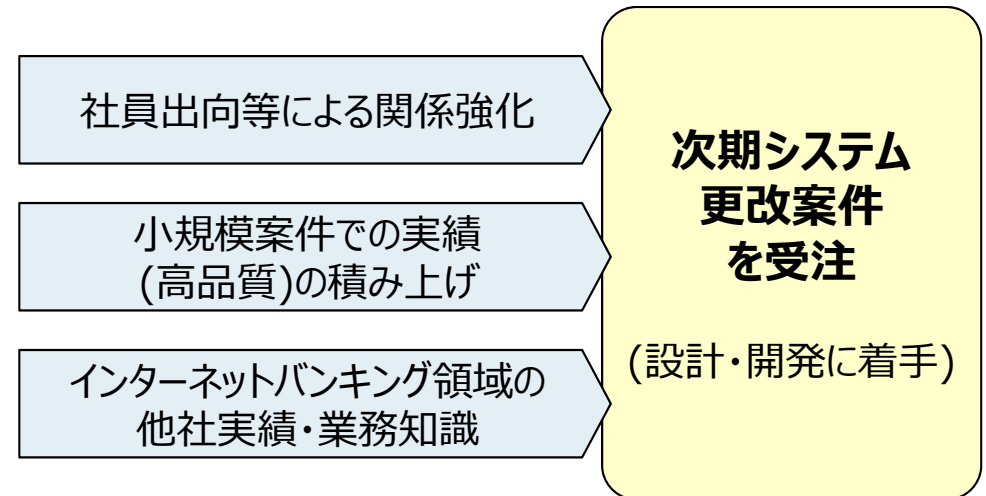 社員出向等による関係強化
小規模案件での実績
(高品質)の積み上げ
インターネットバンキング領域の
他社実績・業務知識
次期システム
更改案件
を受注
(設計・開発に着手)